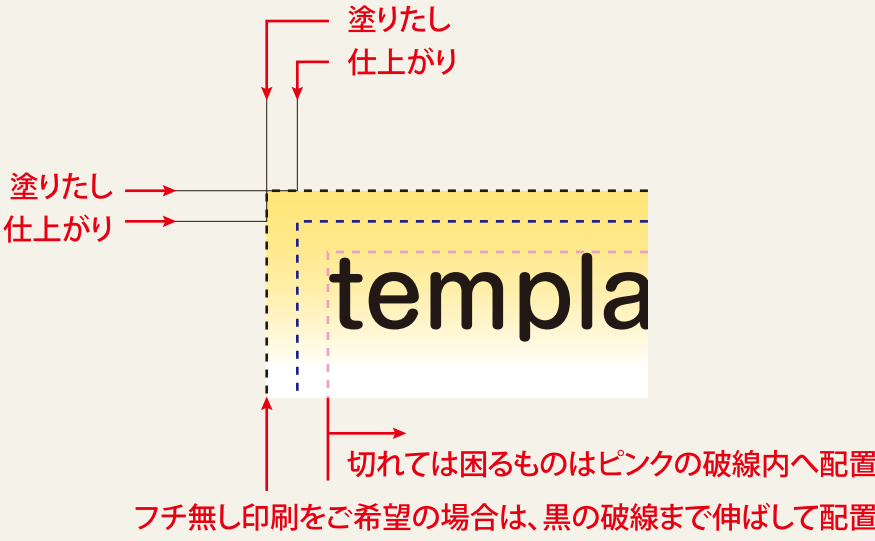 塗りたし
仕上がり
塗りたし
仕上がり
templa
切れては困るものはピンクの破線内へ配置
フチ無し印刷をご希望の場合は、黒の破線まで伸ばして配置